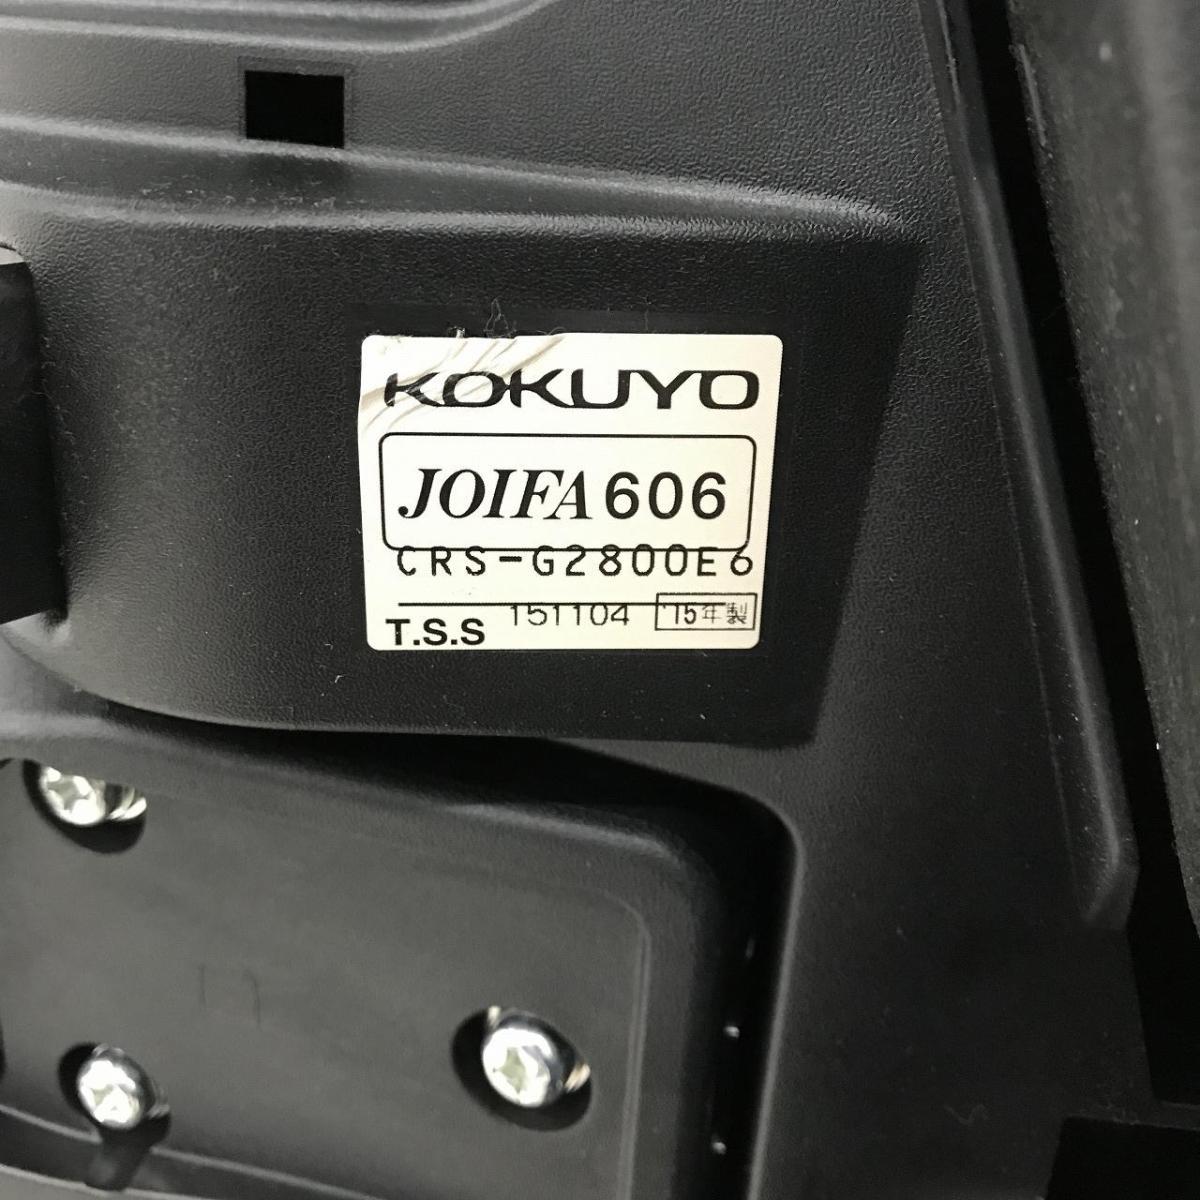 KOKUYO
JOIFA 606
CRS-G2800E6
T.S.S 151104 '15年製